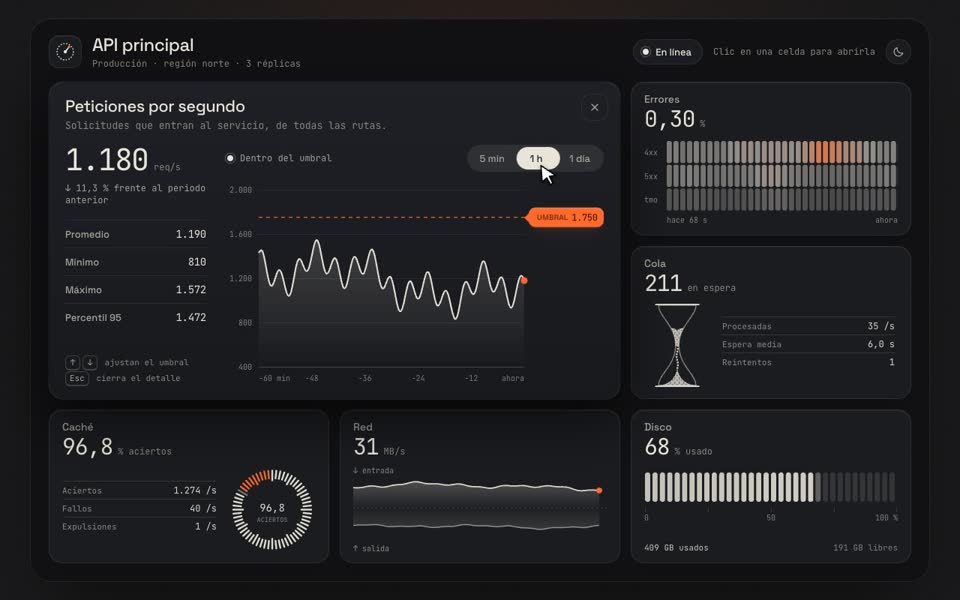 API principal
Producción · región norte · 3 réplicas
En línea
Clic en una celda para abrirla
Peticiones por segundo
Solicitudes que entran al servicio, de todas las rutas.
1.180 req/s
↓ 11,3 % frente al periodo
anterior
Promedio 1.190
Mínimo 810
Máximo 1.572
Percentil 95 1.472
↑ ↓ ajustan el umbral
Esc cierra el detalle
Dentro del umbral
5 min 1 h 1 día
2.000
UMBRAL 1.750
1.600
1.200
800
400
-60 min -48 -36 -24 -12 ahora
Errores
0,30 %
4xx
5xx
tmo
hace 68 s ahora
Cola
211 en espera
Procesadas 35 /s
Espera media 6,0 s
Reintentos 1
Caché
96,8 % aciertos
Aciertos 1.274 /s
Fallos 40 /s
Expulsiones 1 /s
96,8
ACIERTOS
Red
31 MB/s
↓ entrada
↑ salida
Disco
68 % usado
0 50 100 %
409 GB usados 191 GB libres